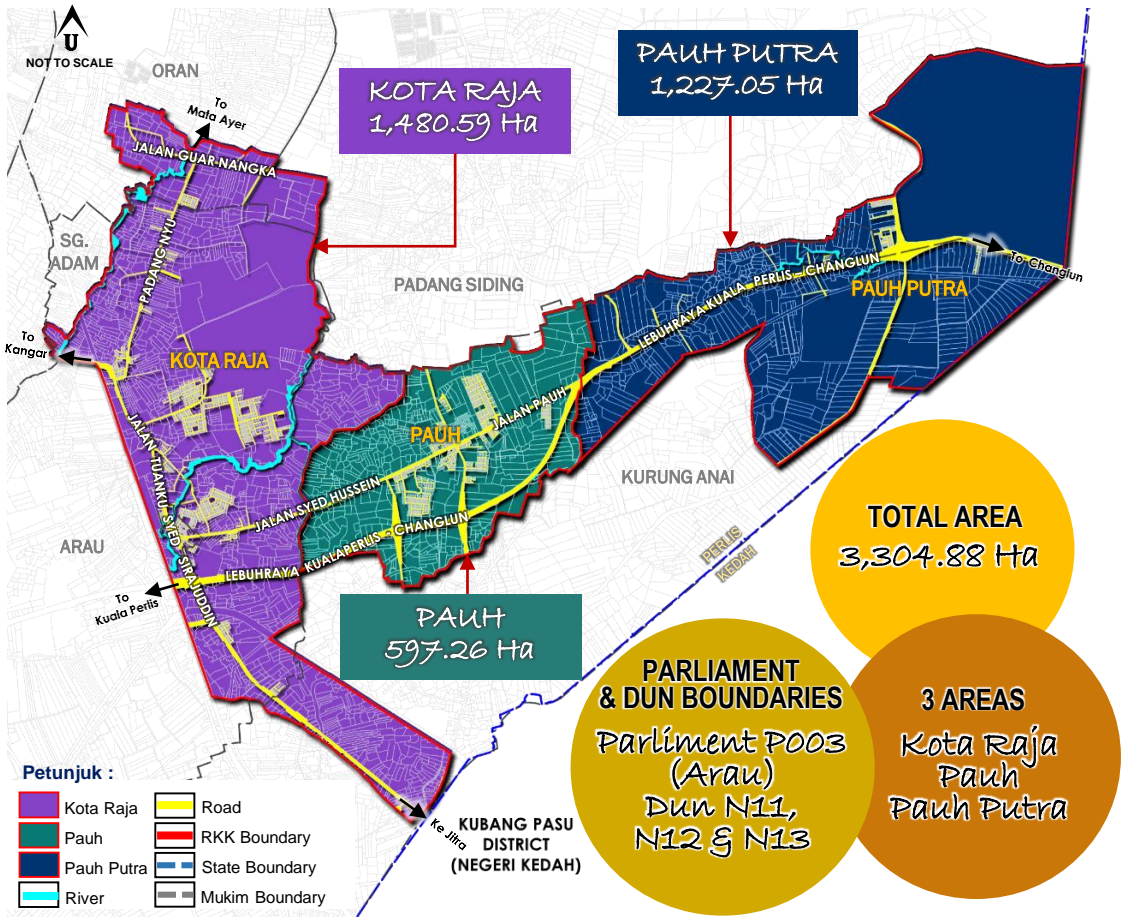 U
NOT TO SCALE
ORAN
To
Mata Ayer
JALAN GUAR NANGKA
KOTA RAJA
1,480.59 Ha
PAUH PUTRA
1,227.05 Ha
SG.
ADAM
PADANG NYU
PADANG SIDING
To Changlun
LEBUHRAYA KUALA PERLIS - CHANGLUN
PAUH PUTRA
To
Kangar
KOTA RAJA
JALAN PAUH
PAUH
KURUNG ANAI
JALAN TUANKU SYED SIRAJUDDIN
JALAN SYED HUSSEIN
ARAU
LEBUHRAYA KUALAPERLIS - CHANGLUN
PERLIS
KEDAH
To
Kuala Perlis
PAUH
597.26 Ha
TOTAL AREA
3,304.88 Ha
PARLIAMENT
& DUN BOUNDARIES
Parliment P003
(Arau)
Dun N11,
N12 & N13
3 AREAS
Kota Raja
Pauh
Pauh Putra
Ke Jitra
KUBANG PASU
DISTRICT
(NEGERI KEDAH)
Petunjuk :
Kota Raja
Pauh
Pauh Putra
River
Road
RKK Boundary
State Boundary
Mukim Boundary